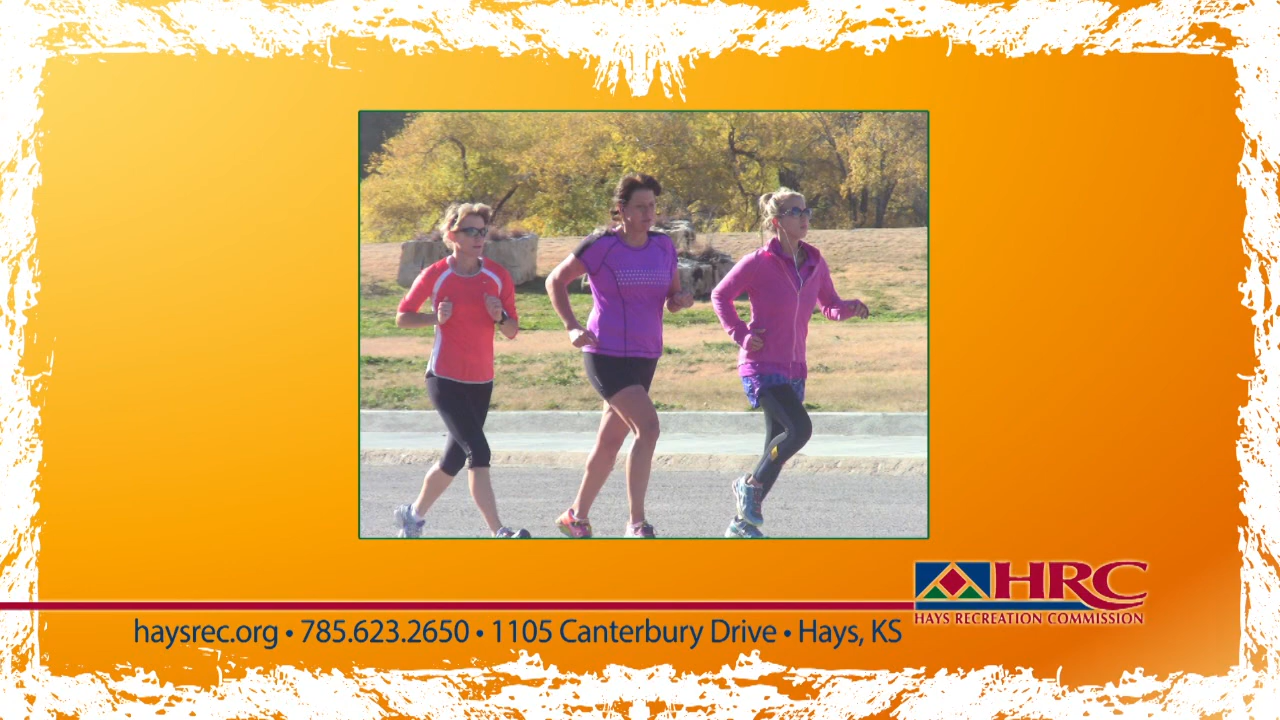 HRC
HAYS RECREATION COMMISSION
haysrec.org • 785.623.2650 • 1105 Canterbury Drive • Hays, KS